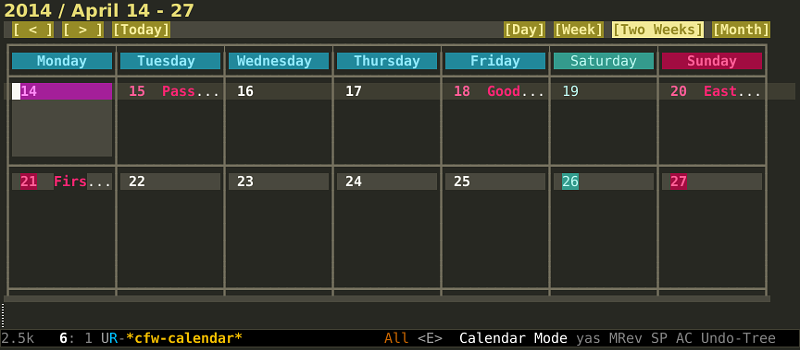 2014 / April 14 - 27
[ < ] [ > ] [Today] [Day] [Week] [Two Weeks] [Month]
Monday Tuesday Wednesday Thursday Friday Saturday Sunday
14 15 Pass... 16 17 18 Good... 19 20 East...
21 Firs... 22 23 24 25 26 27
2.5k 6: 1 UR-*cfw-calendar* All <E> Calendar Mode yas MRev SP AC Undo-Tree